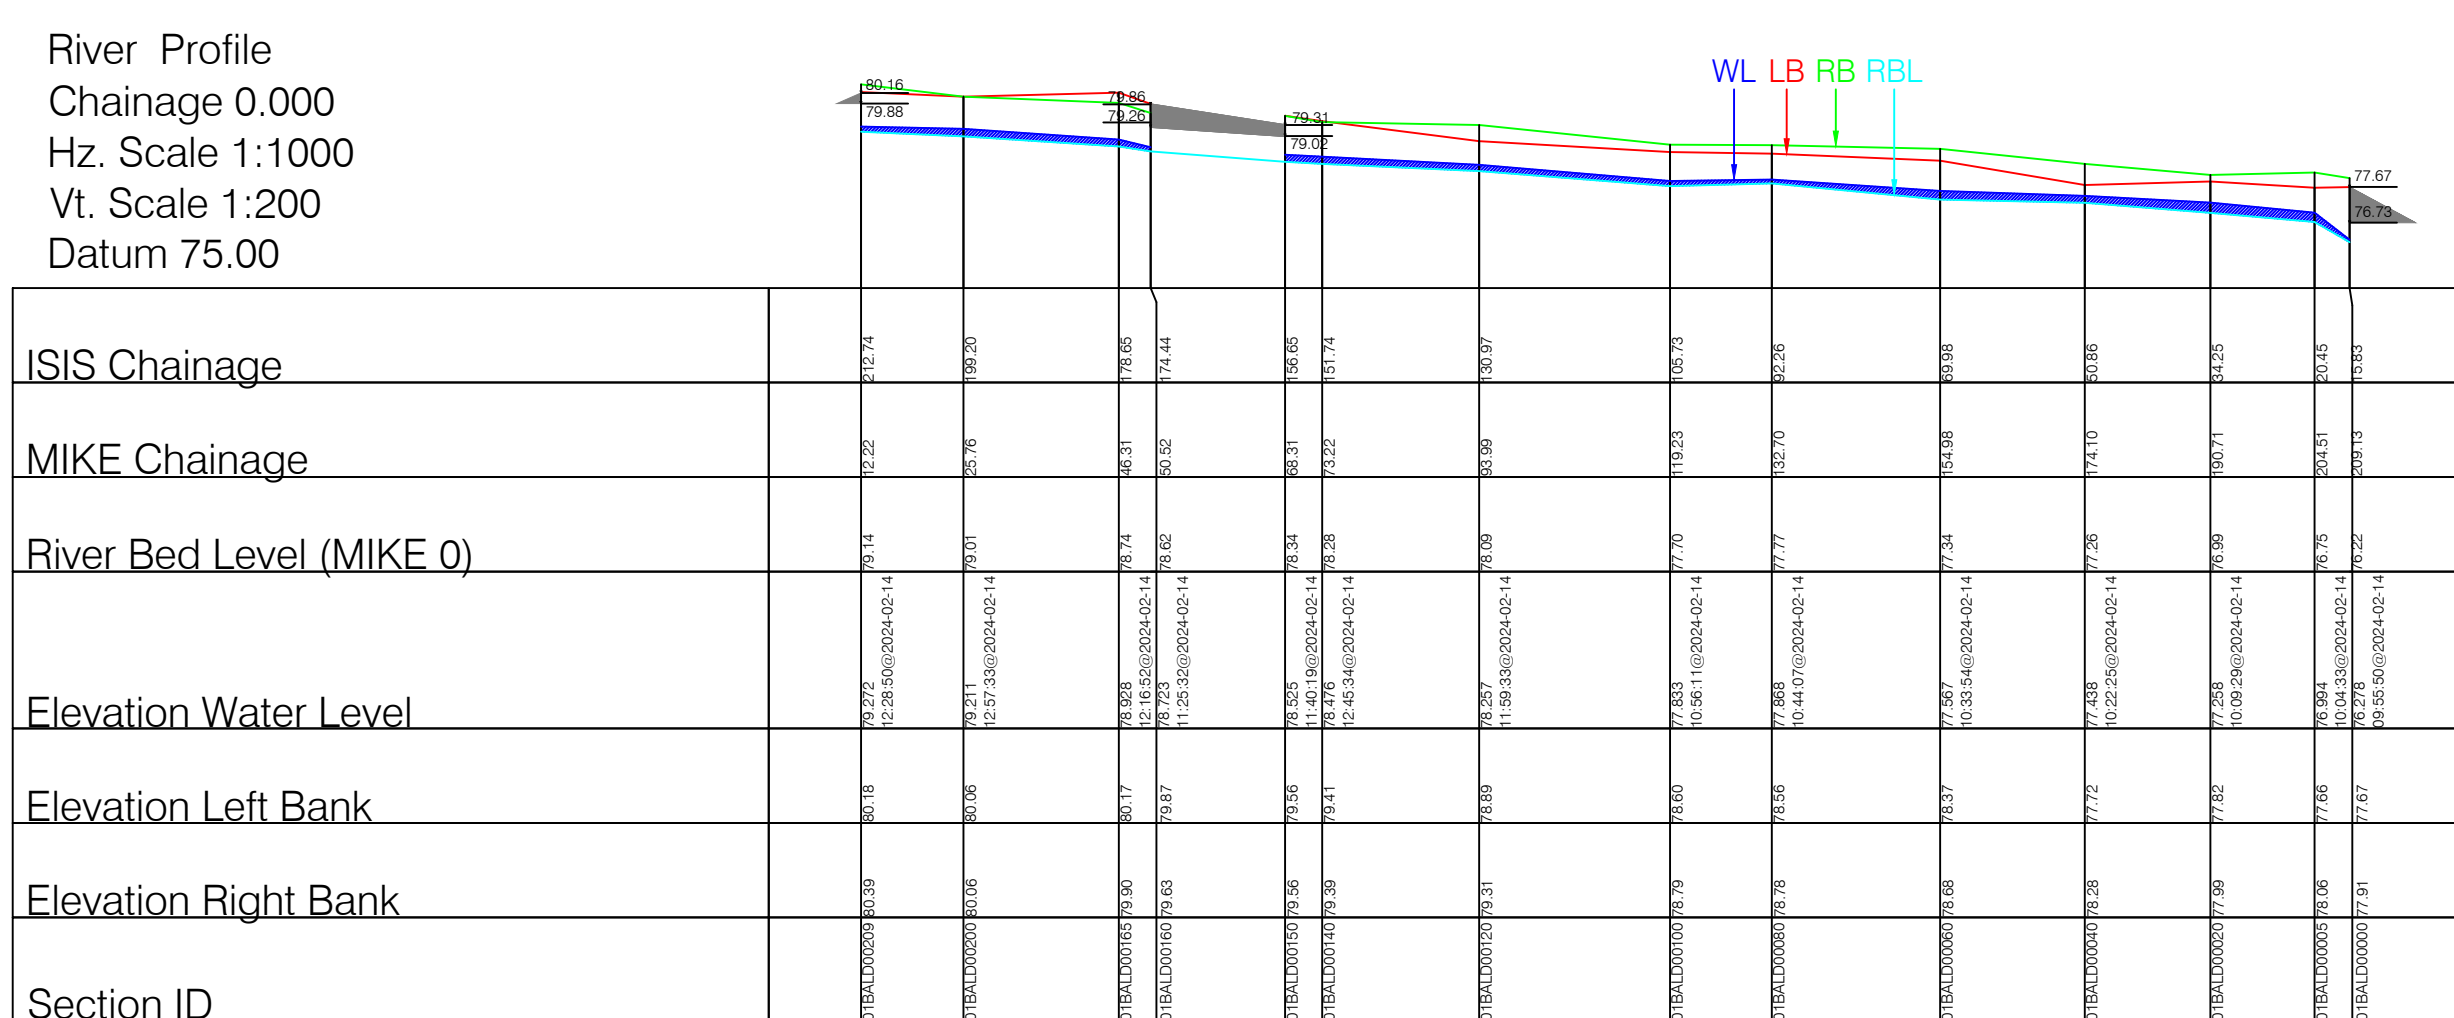 River Profile
Chainage 0.000
Hz. Scale 1:1000
Vt. Scale 1:200
Datum 75.00
WL LB RB RBL
80.16
79.88
79.86
79.26
79.31
79.02
77.67
76.73
ISIS Chainage 212.74 199.20 178.65 174.44 156.65 151.74 130.97 105.73 92.26 69.98 50.86 34.25 20.45 15.83
MIKE Chainage 12.22 25.76 46.31 50.52 68.31 73.22 93.99 119.23 132.70 154.98 174.10 190.71 204.51 209.13
River Bed Level (MIKE 0) 79.14 79.01 78.74 78.62 78.34 78.28 78.09 77.70 77.77 77.34 77.26 76.99 76.75 76.22
Elevation Water Level
79.272
12:28:50@2024-02-14
79.211
12:57:33@2024-02-14
78.928
12:16:52@2024-02-14
78.723
11:25:32@2024-02-14
78.525
11:40:19@2024-02-14
78.476
12:45:34@2024-02-14
78.257
11:59:33@2024-02-14
77.833
10:56:11@2024-02-14
77.868
10:44:07@2024-02-14
77.567
10:33:54@2024-02-14
77.438
10:22:25@2024-02-14
77.258
10:09:29@2024-02-14
76.994
10:04:33@2024-02-14
76.278
09:55:50@2024-02-14
Elevation Left Bank 80.18 80.06 80.17 79.87 79.56 79.41 78.89 78.60 78.56 78.37 77.72 77.82 77.66 77.67
Elevation Right Bank 80.39 80.06 79.90 79.63 79.56 79.39 79.31 78.79 78.78 78.68 78.28 77.99 78.06 77.91
Section ID 01BALD00209 01BALD00200 01BALD00165 01BALD00160 01BALD00150 01BALD00140 01BALD00120 01BALD00100 01BALD00080 01BALD00060 01BALD00040 01BALD00020 01BALD00005 01BALD00000